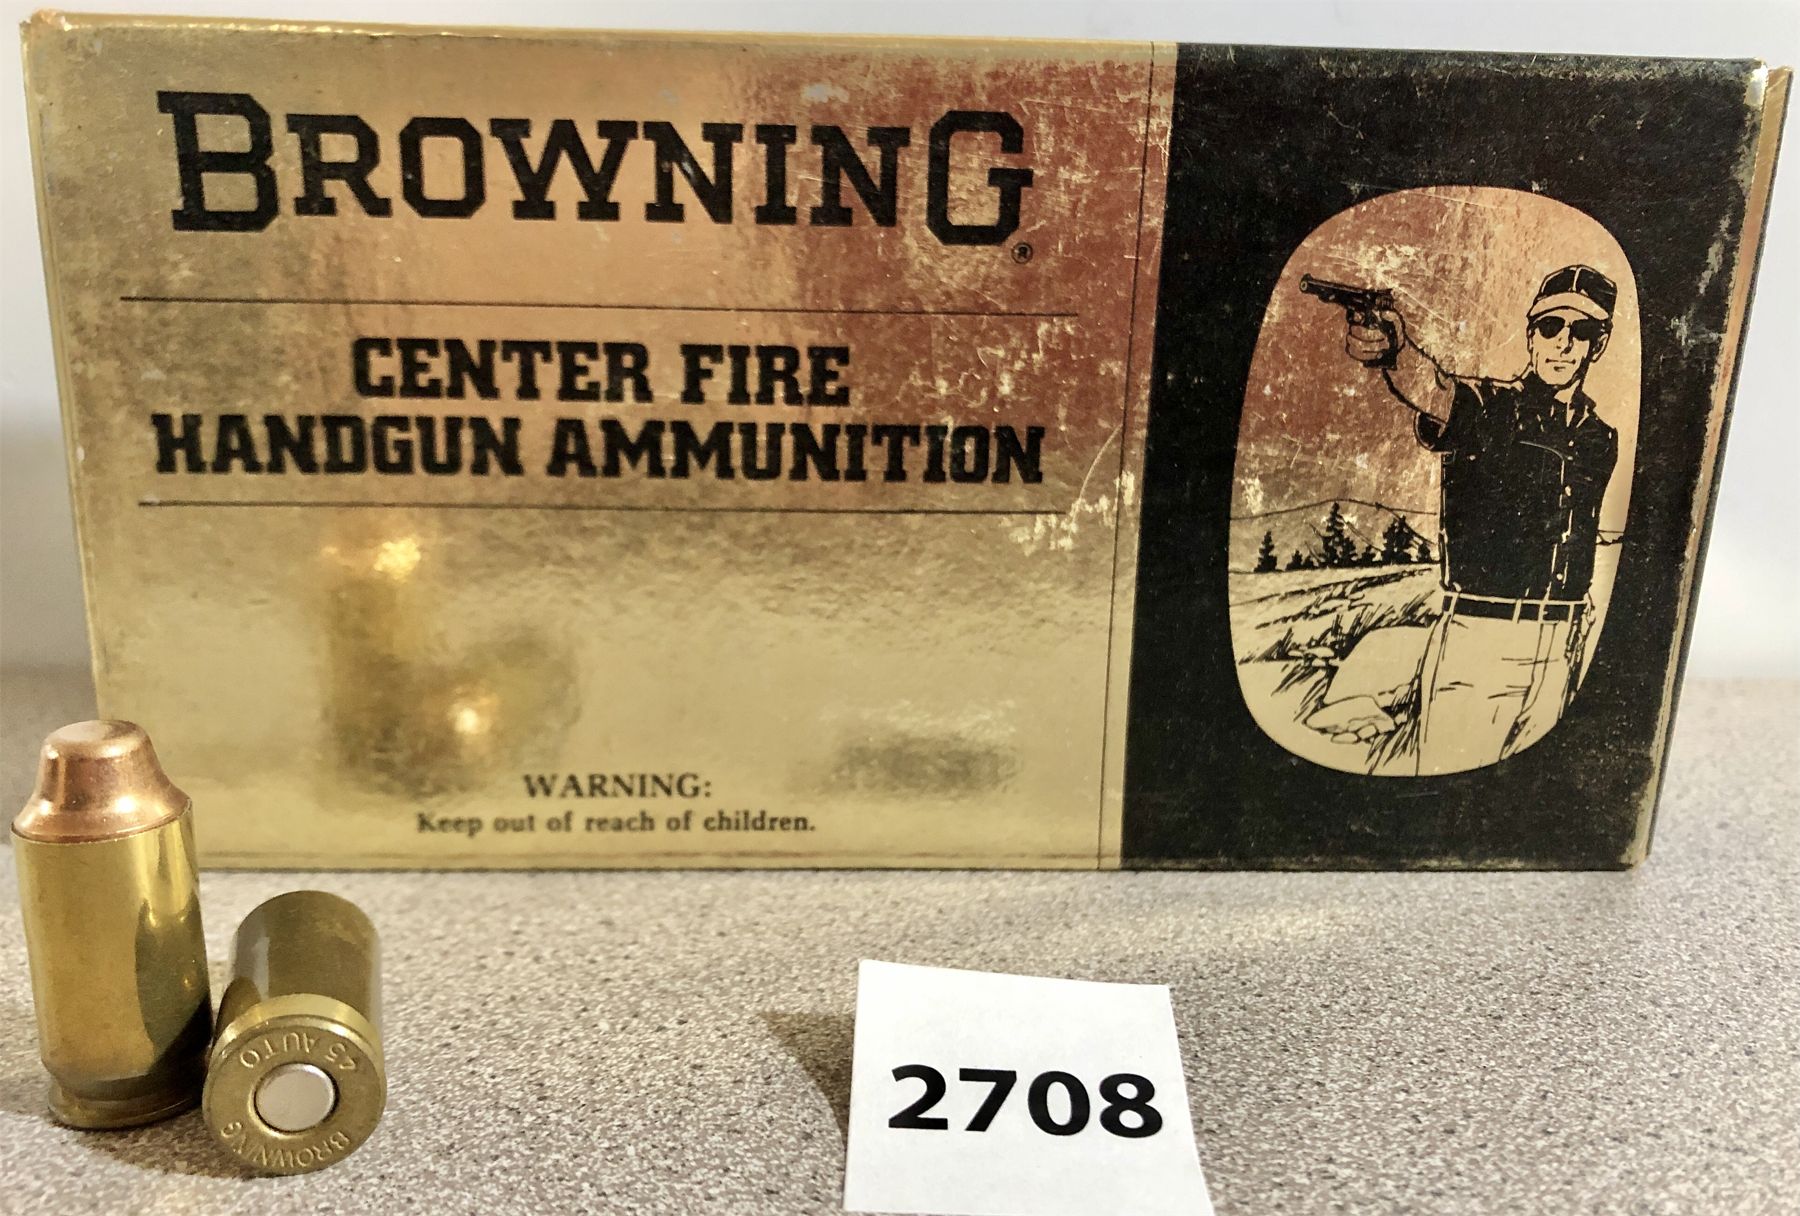 BROWNING
®
CENTER FIRE
HANDGUN AMMUNITION
WARNING:
Keep out of reach of children.
45 AUTO
BROWNING
2708